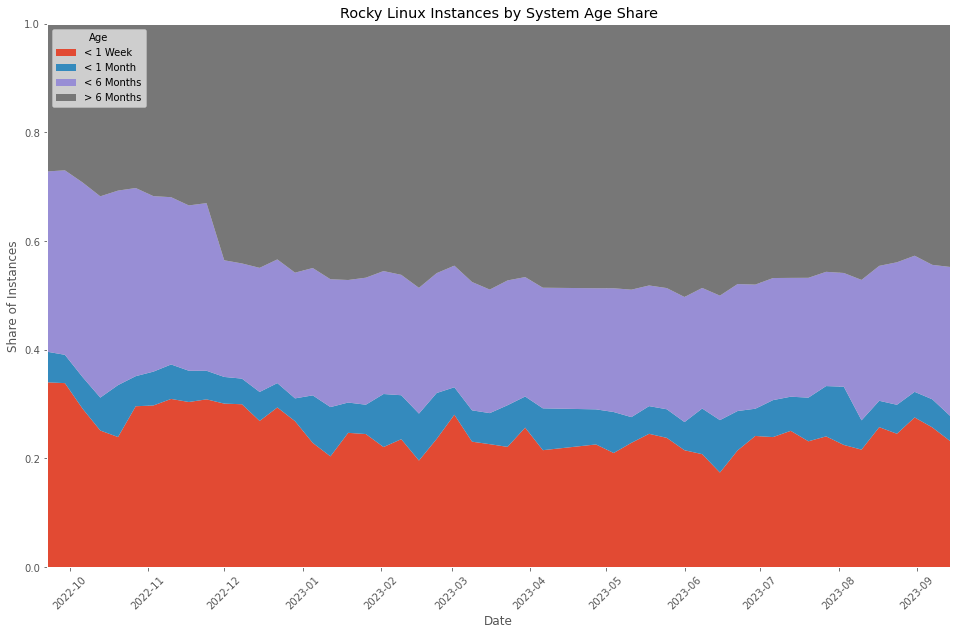 Rocky Linux Instances by System Age Share
1.0
Age
< 1 Week
< 1 Month
< 6 Months
> 6 Months
0.8
0.6
Share of Instances
0.4
0.2
0.0
2022-10
2022-11
2022-12
2023-01
2023-02
2023-03
2023-04
2023-05
2023-06
2023-07
2023-08
2023-09
Date